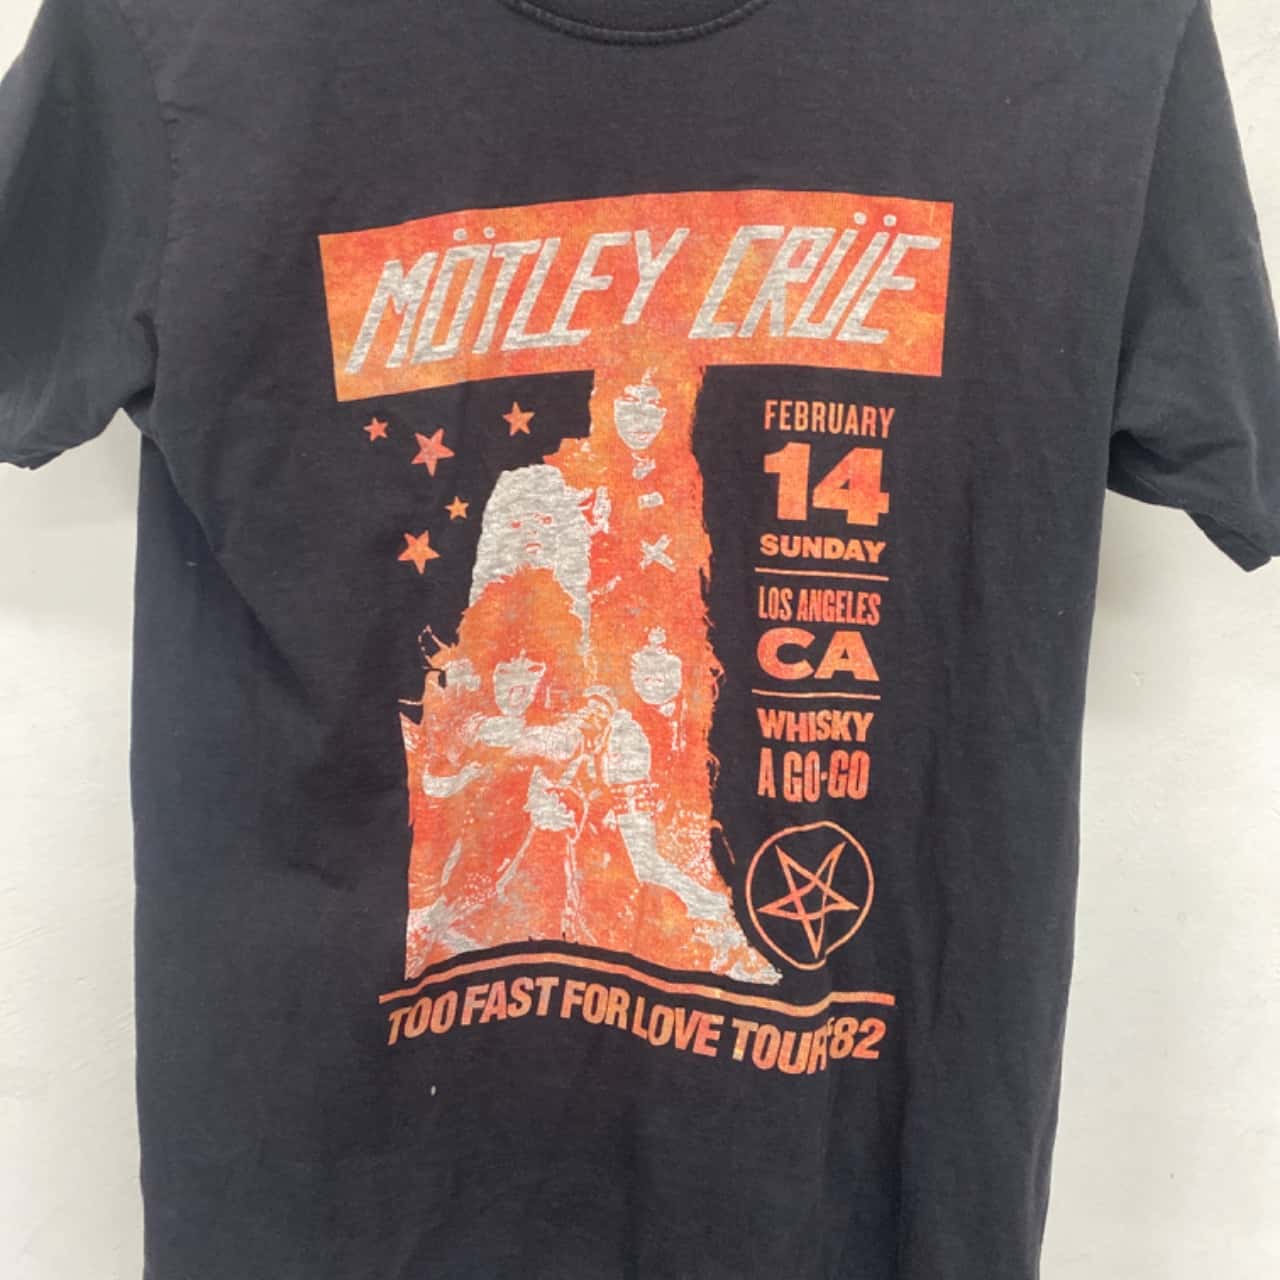 MÖTLEY CRÜE
FEBRUARY
14
SUNDAY
LOS ANGELES
CA
WHISKY
A GO-GO
TOO FAST FOR LOVE TOUR '82